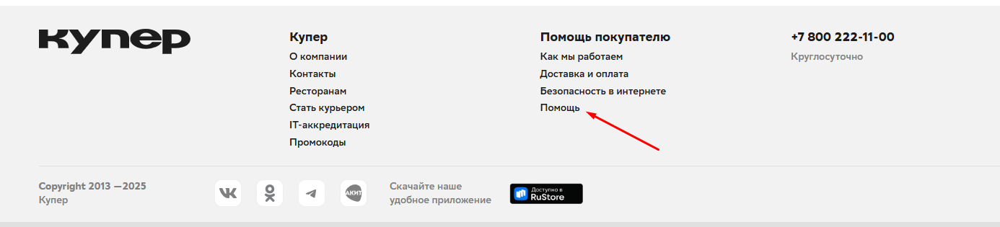 купер
Купер
О компании
Контакты
Ресторанам
Стать курьером
IT-аккредитация
Промокоды
Помощь покупателю
Как мы работаем
Доставка и оплата
Безопасность в интернете
Помощь
+7 800 222-11-00
Круглосуточно
Copyright 2013 —2025
Купер
АКИТ
Скачайте наше
удобное приложение
Доступно в
RuStore